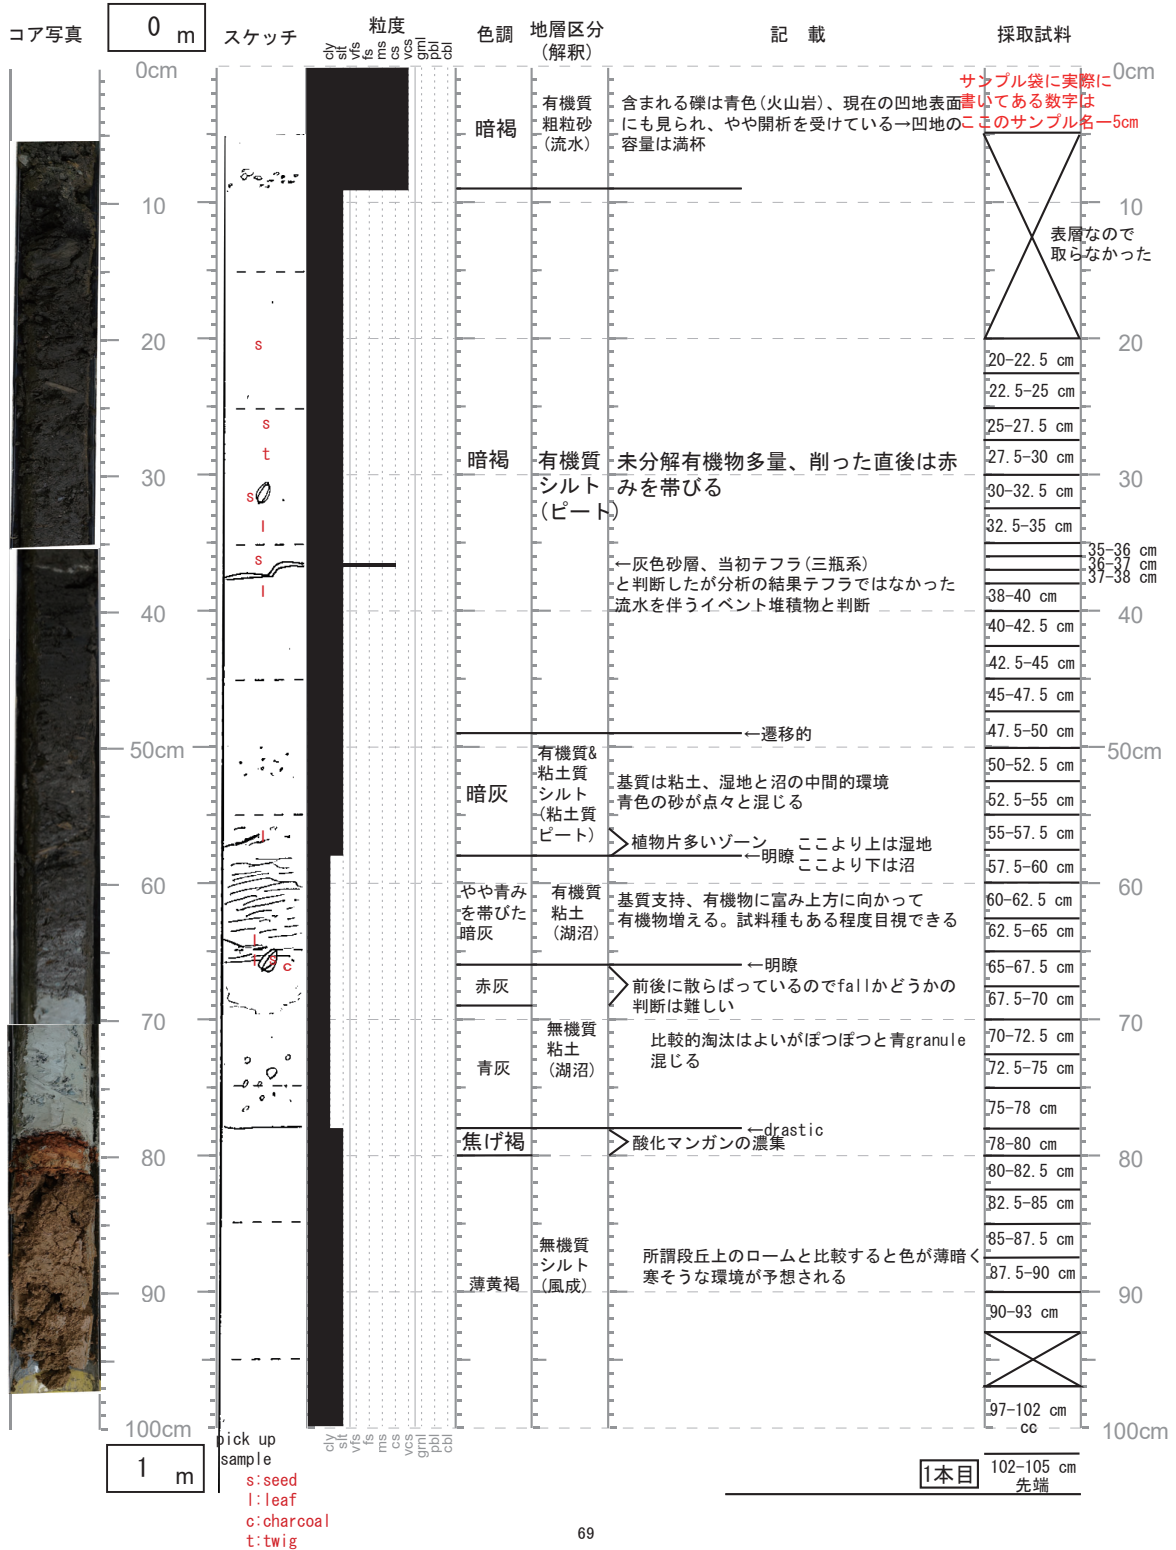 コア写真
0 m
スケッチ
粒度
cly
slt
vfs
fs
ms
cs
vcs
grnl
pbl
cbl
色調
地層区分
(解釈)
記 載
採取試料
0cm
0cm
サンプル袋に実際に
書いてある数字は
ここのサンプル名ー5cm
暗褐
有機質
粗粒砂
(流水)
含まれる礫は青色(火山岩)、現在の凹地表面
にも見られ、やや開析を受けている→凹地の
容量は満杯
10
10
表層なので
取らなかった
20
20
s
20-22.5 cm
22.5-25 cm
s
25-27.5 cm
t
27.5-30 cm
暗褐
有機質
シルト
(ピート)
未分解有機物多量、削った直後は赤
みを帯びる
30
30
s
30-32.5 cm
l
32.5-35 cm
s
l
35-36 cm
36-37 cm
37-38 cm
←灰色砂層、当初テフラ(三瓶系)
と判断したが分析の結果テフラではなかった
流水を伴うイベント堆積物と判断
38-40 cm
40
40
40-42.5 cm
42.5-45 cm
45-47.5 cm
47.5-50 cm
←遷移的
50cm
50cm
暗灰
有機質&
粘土質
シルト
(粘土質
ピート)
基質は粘土、湿地と沼の中間的環境
青色の砂が点々と混じる
50-52.5 cm
52.5-55 cm
l
植物片多いゾーン
55-57.5 cm
←明瞭
ここより上は湿地
ここより下は沼
57.5-60 cm
60
60
やや青み
を帯びた
暗灰
有機質
粘土
(湖沼)
基質支持、有機物に富み上方に向かって
有機物増える。試料種もある程度目視できる
60-62.5 cm
62.5-65 cm
l
l
s
c
←明瞭
65-67.5 cm
赤灰
前後に散らばっているのでfallかどうかの
判断は難しい
67.5-70 cm
70
70
青灰
無機質
粘土
(湖沼)
比較的淘汰はよいがぽつぽつと青granule
混じる
70-72.5 cm
72.5-75 cm
75-78 cm
←drastic
焦げ褐
酸化マンガンの濃集
78-80 cm
80
80
80-82.5 cm
82.5-85 cm
85-87.5 cm
薄黄褐
無機質
シルト
(風成)
所謂段丘上のロームと比較すると色が薄暗く
寒そうな環境が予想される
87.5-90 cm
90
90
90-93 cm
97-102 cm
cc
100cm
100cm
cly
slt
vfs
fs
ms
cs
vcs
grnl
pbl
cbl
1 m
pick up
sample
s:seed
l:leaf
c:charcoal
t:twig
1本目
102-105 cm
先端
69